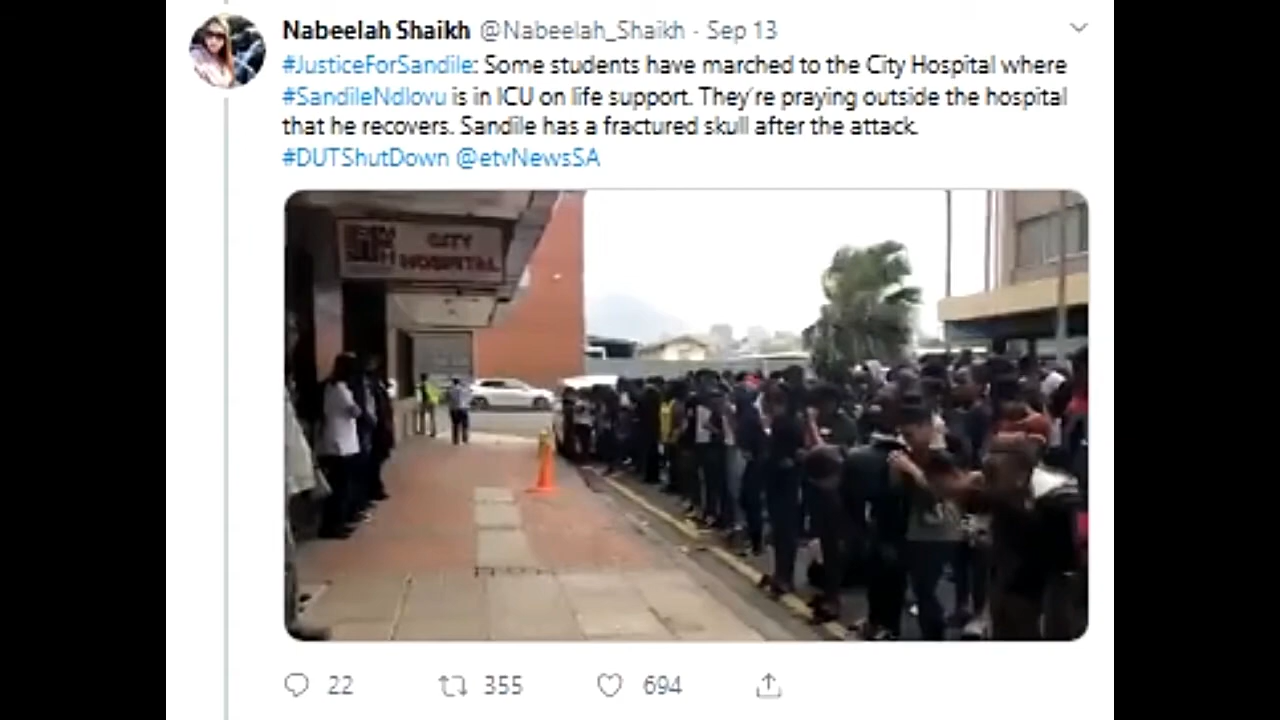 Nabeelah Shaikh @Nabeelah_Shaikh · Sep 13
#JusticeForSandile: Some students have marched to the City Hospital where
#SandileNdlovu is in ICU on life support. They're praying outside the hospital
that he recovers. Sandile has a fractured skull after the attack.
#DUTShutDown @etvNewsSA
CITY
HOSPITAL
22 355 694